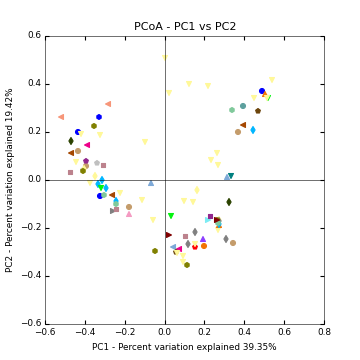 PCoA - PC1 vs PC2
PC2 - Percent variation explained 19.42%
0.6
0.4
0.2
0.0
−0.2
−0.4
−0.6
−0.6 −0.4 −0.2 0.0 0.2 0.4 0.6 0.8
PC1 - Percent variation explained 39.35%